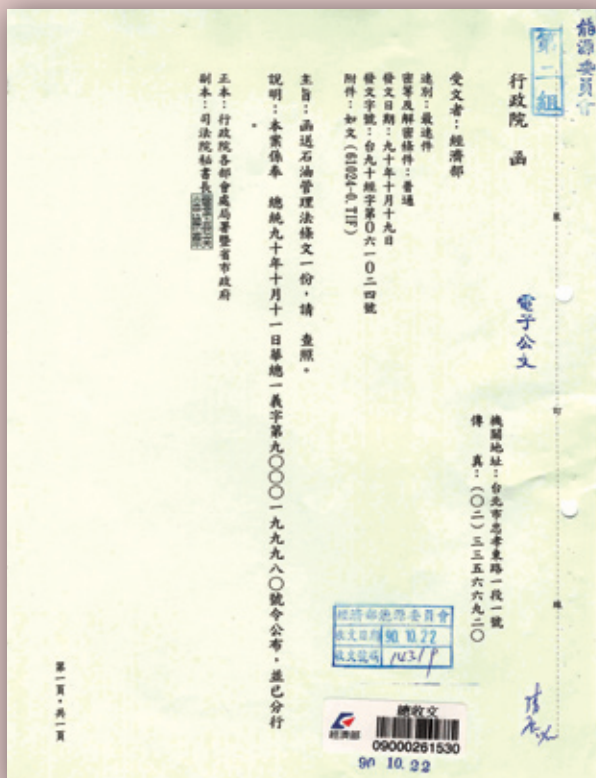 能源委員會
第二組
行政院　函
電子公文
機關地址：台北市忠孝東路一段一號
傳　真：（○二）三三五六六九二○
受文者：經濟部
速別：最速件
密等及解密條件：普通
發文日期：九十年十月十九日
發文字號：台九十經字第０六一０二四號
附件：如文（61024-0.TIF）
主旨：函送石油管理法條文一份，請　查照。
說明：本案係奉　總統九十年十月十一日華總一義字第九○○○一九九九八○號令公布，並已分行
正本：行政院各部會處局署暨省市政府
副本：司法院秘書長
裝
訂
線
經濟部能源委員會
收文日期 90.10.22
收文號碼
總收文
經濟部
09000261530
90 10.22
第一頁，共一頁